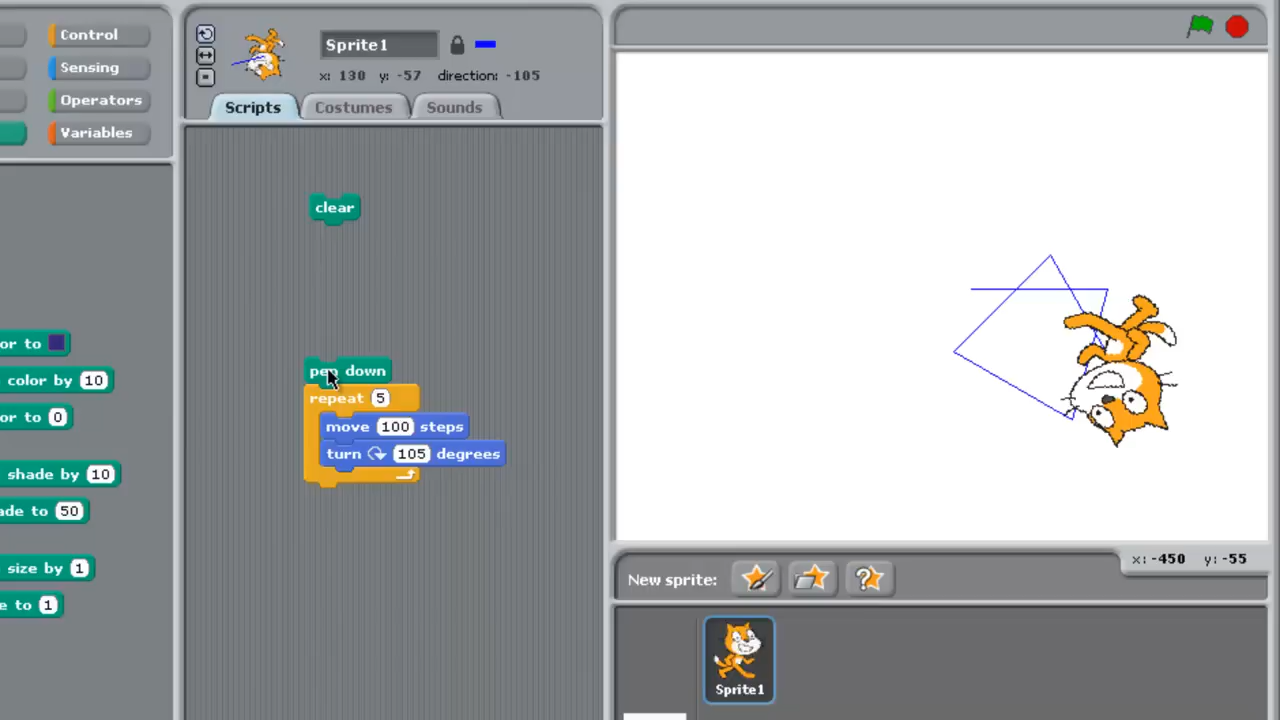 Control
Sensing
Operators
Variables
or to
color by 10
or to 0
shade by 10
ade to 50
size by 1
e to 1
Sprite1
x: 130 y: -57 direction: -105
Scripts
Costumes
Sounds
clear
pen down
repeat 5
move 100 steps
turn 105 degrees
x: -450 y: -55
New sprite:
Sprite1